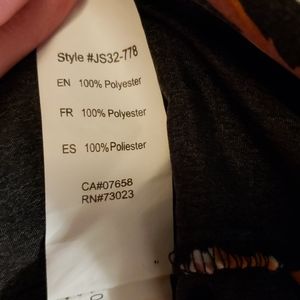 Style #JS32-778
EN 100% Polyester
FR 100% Polyester
ES 100% Poliester
CA#07658
RN#73023